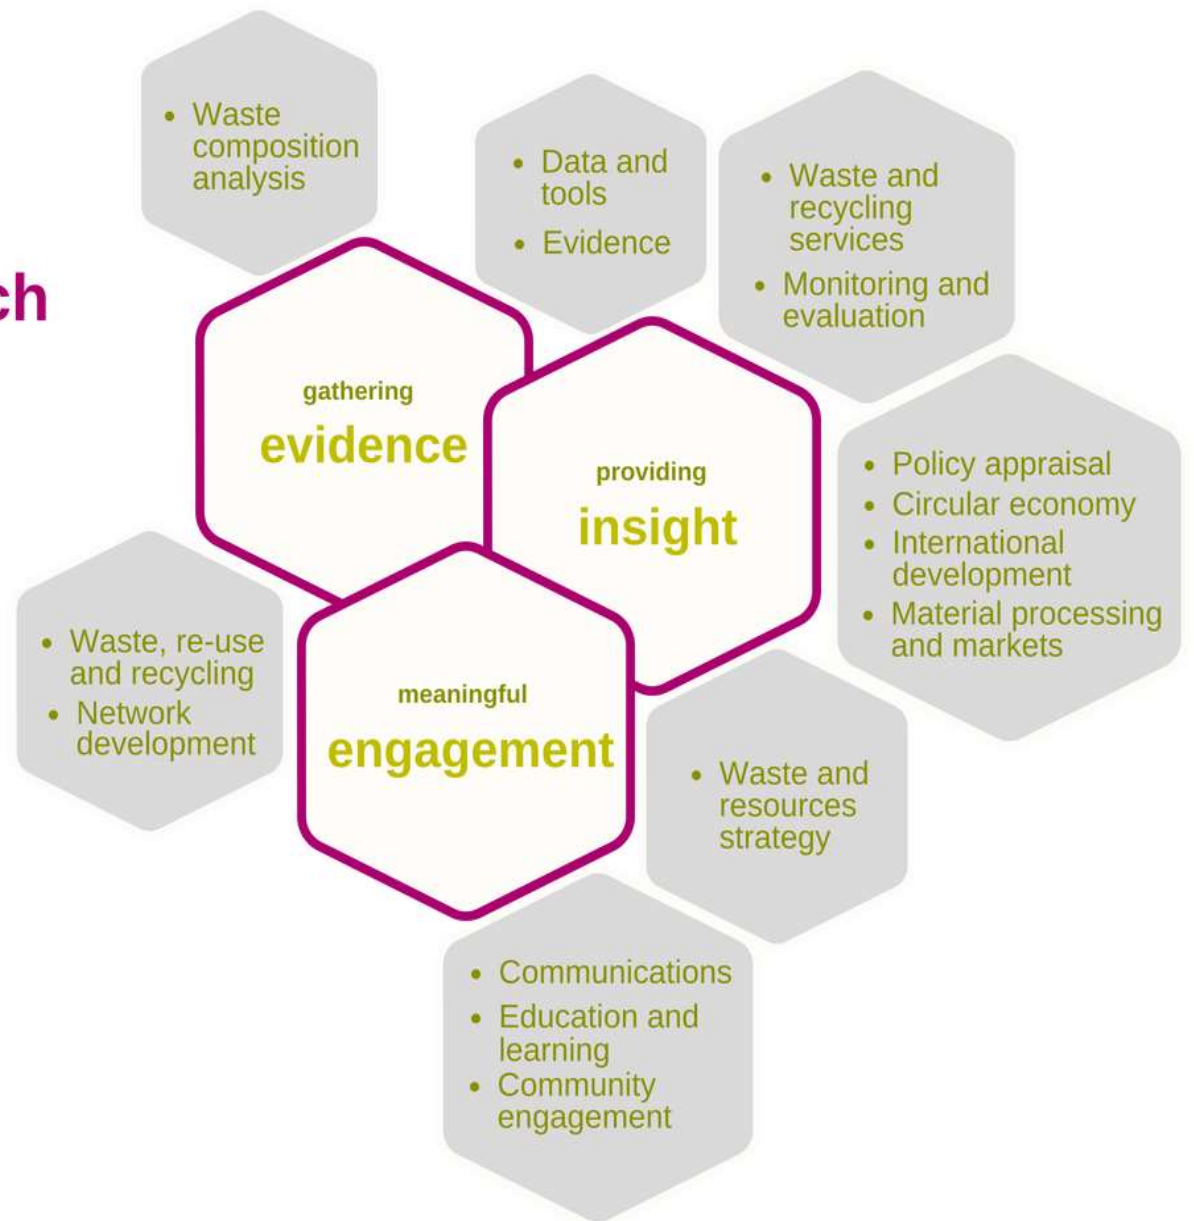 • Waste
composition
analysis
• Data and
tools
• Evidence
• Waste and
recycling
services
• Monitoring and
evaluation
ch
gathering
evidence
providing
insight
• Policy appraisal
• Circular economy
• International
development
• Material processing
and markets
• Waste, re-use
and recycling
• Network
development
meaningful
engagement
• Waste and
resources
strategy
• Communications
• Education and
learning
• Community
engagement